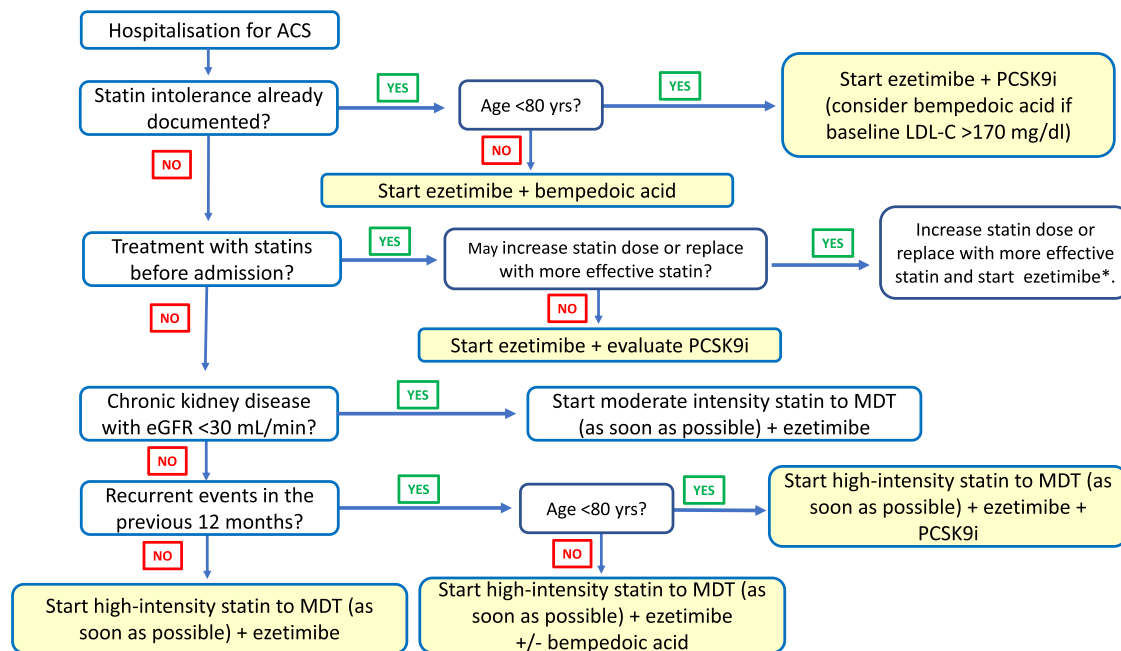 Hospitalisation for ACS
Statin intolerance already
documented?
YES
Age <80 yrs?
YES
Start ezetimibe + PCSK9i
(consider bempedoic acid if
baseline LDL-C >170 mg/dl)
NO
NO
Start ezetimibe + bempedoic acid
Treatment with statins
before admission?
YES
May increase statin dose or replace
with more effective statin?
YES
Increase statin dose or
replace with more effective
statin and start ezetimibe*.
NO
NO
Start ezetimibe + evaluate PCSK9i
Chronic kidney disease
with eGFR <30 mL/min?
YES
Start moderate intensity statin to MDT
(as soon as possible) + ezetimibe
NO
Recurrent events in the
previous 12 months?
YES
Age <80 yrs?
YES
Start high-intensity statin to MDT (as
soon as possible) + ezetimibe +
PCSK9i
NO
NO
Start high-intensity statin to MDT (as
soon as possible) + ezetimibe
Start high-intensity statin to MDT (as
soon as possible) + ezetimibe
+/- bempedoic acid